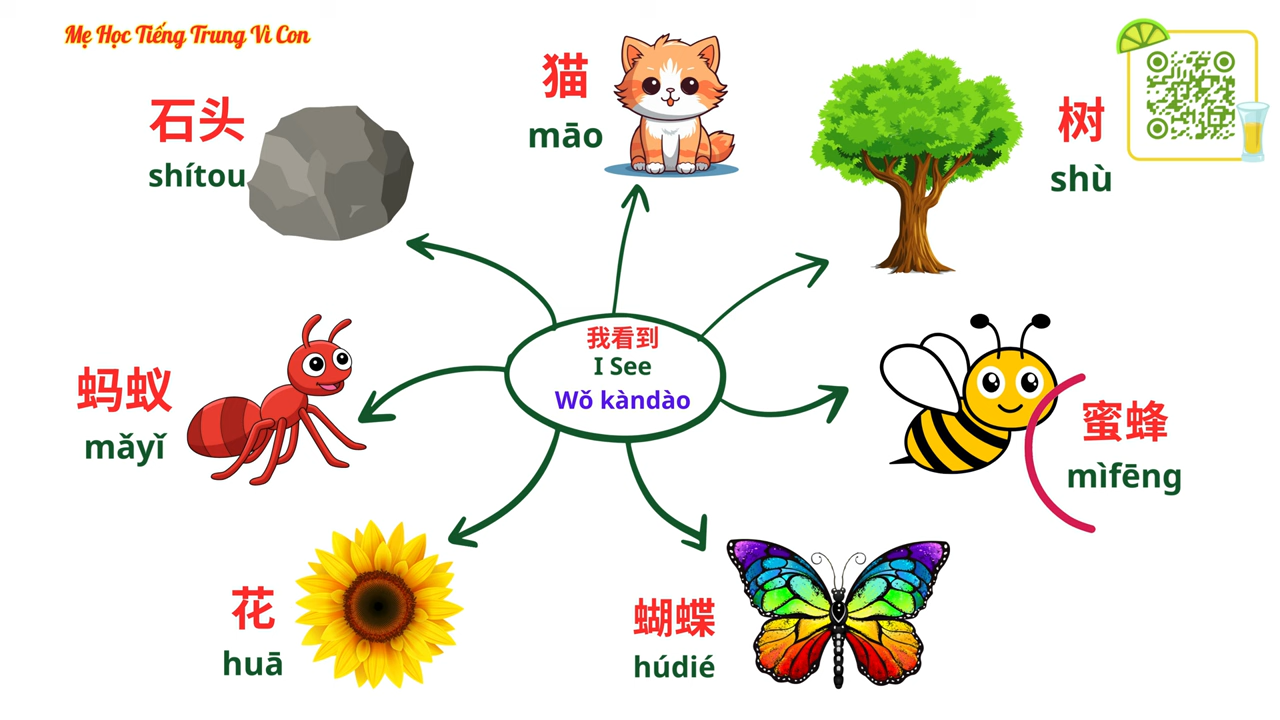 Mẹ Học Tiếng Trung Vì Con
石头
shítou
猫
māo
树
shù
我看到
I See
Wǒ kàndào
蚂蚁
mǎyǐ
蜜蜂
mìfēng
花
huā
蝴蝶
húdié